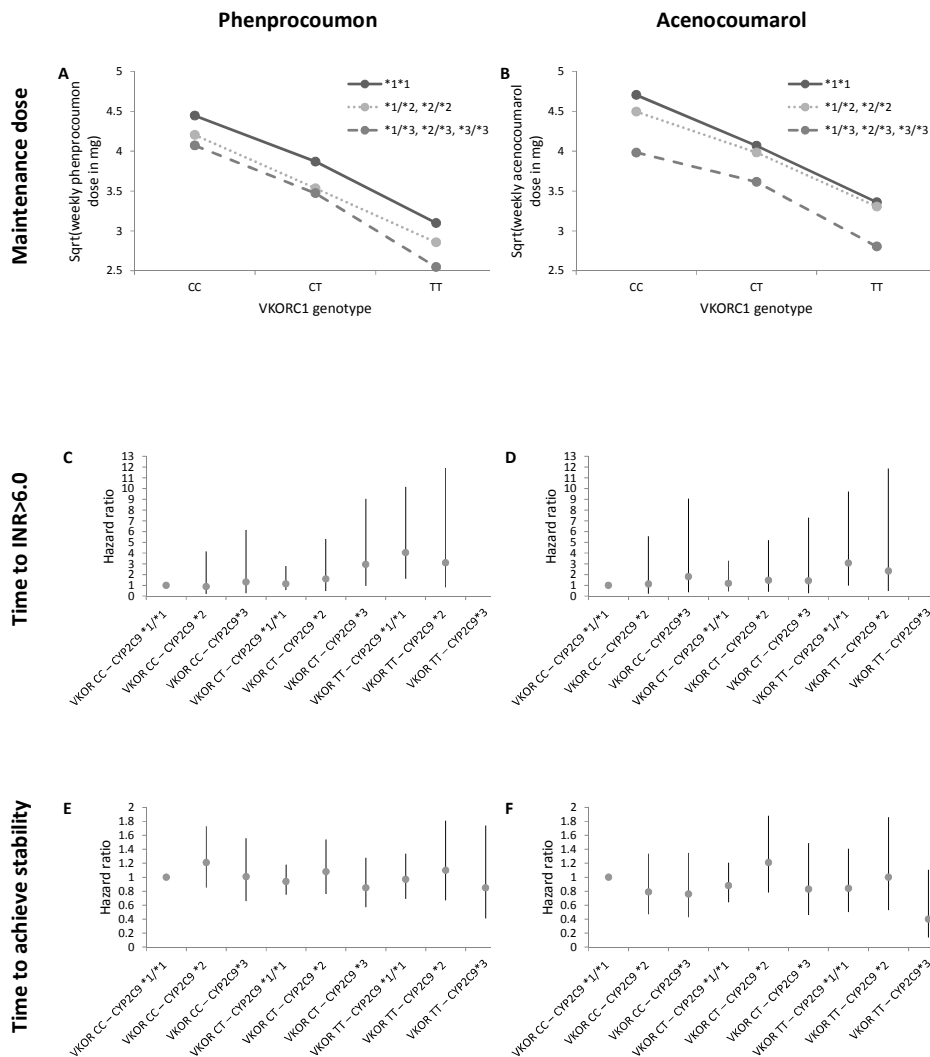 Phenprocoumon
Acenocoumarol
Maintenance dose
A
Sqrt(weekly phenprocoumon
dose in mg)
5
4.5
4
3.5
3
2.5
*1*1
*1/*2, *2/*2
*1/*3, *2/*3, *3/*3
CC
CT
TT
VKORC1 genotype
B
Sqrt(weekly acenocoumarol
dose in mg)
5
4.5
4
3.5
3
2.5
*1*1
*1/*2, *2/*2
*1/*3, *2/*3, *3/*3
CC
CT
TT
VKORC1 genotype
Time to INR>6.0
C
Hazard ratio
13
12
11
10
9
8
7
6
5
4
3
2
1
0
VKOR CC – CYP2C9 *1/*1
VKOR CC – CYP2C9 *2
VKOR CC – CYP2C9*3
VKOR CT – CYP2C9 *1/*1
VKOR CT – CYP2C9 *2
VKOR CT – CYP2C9 *3
VKOR TT – CYP2C9 *1/*1
VKOR TT – CYP2C9 *2
VKOR TT – CYP2C9*3
D
Hazard ratio
13
12
11
10
9
8
7
6
5
4
3
2
1
0
VKOR CC – CYP2C9 *1/*1
VKOR CC – CYP2C9 *2
VKOR CC – CYP2C9*3
VKOR CT – CYP2C9 *1/*1
VKOR CT – CYP2C9 *2
VKOR CT – CYP2C9 *3
VKOR TT – CYP2C9 *1/*1
VKOR TT – CYP2C9 *2
VKOR TT – CYP2C9*3
Time to achieve stability
E
Hazard ratio
2
1.8
1.6
1.4
1.2
1
0.8
0.6
0.4
0.2
0
VKOR CC – CYP2C9 *1/*1
VKOR CC – CYP2C9 *2
VKOR CC – CYP2C9*3
VKOR CT – CYP2C9 *1/*1
VKOR CT – CYP2C9 *2
VKOR CT – CYP2C9 *3
VKOR TT – CYP2C9 *1/*1
VKOR TT – CYP2C9 *2
VKOR TT – CYP2C9*3
F
Hazard ratio
2
1.8
1.6
1.4
1.2
1
0.8
0.6
0.4
0.2
0
VKOR CC – CYP2C9 *1/*1
VKOR CC – CYP2C9 *2
VKOR CC – CYP2C9*3
VKOR CT – CYP2C9 *1/*1
VKOR CT – CYP2C9 *2
VKOR CT – CYP2C9 *3
VKOR TT – CYP2C9 *1/*1
VKOR TT – CYP2C9 *2
VKOR TT – CYP2C9*3